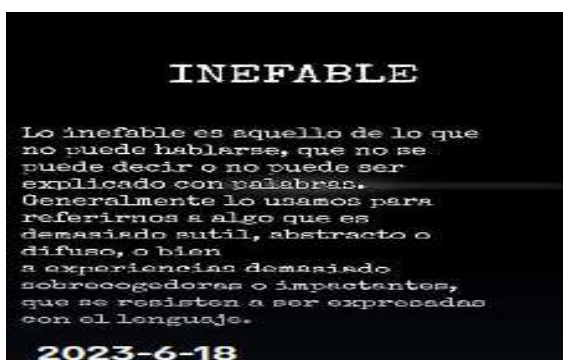 INEFABLE
Lo inefable es aquello de lo que
no puede hablarse, que no se
puede decir o no puede ser
explicado con palabras.
Generalmente lo usamos para
referirnos a algo que es
demasiado sutil, abstracto o
difuso, o bien
a experiencias demasiado
sobrecogedoras o impactantes,
que se resisten a ser expresadas
con el lenguaje.
2023-6-18